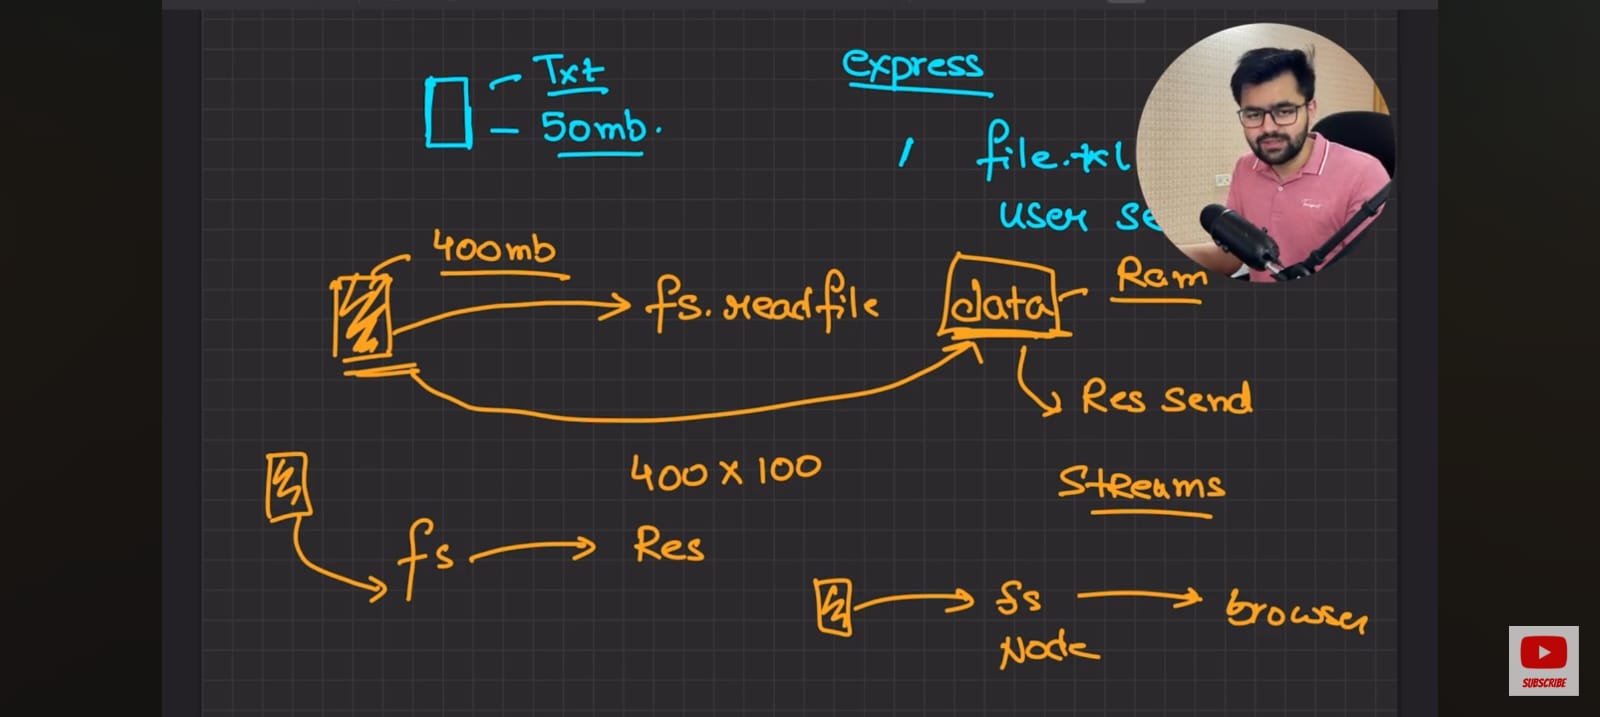 Txt
50mb.
express
/ file.txt
user se
400mb
fs.readfile
data
Ram
Res send
400 x 100
Streams
fs
Res
fs
browser
Node
SUBSCRIBE